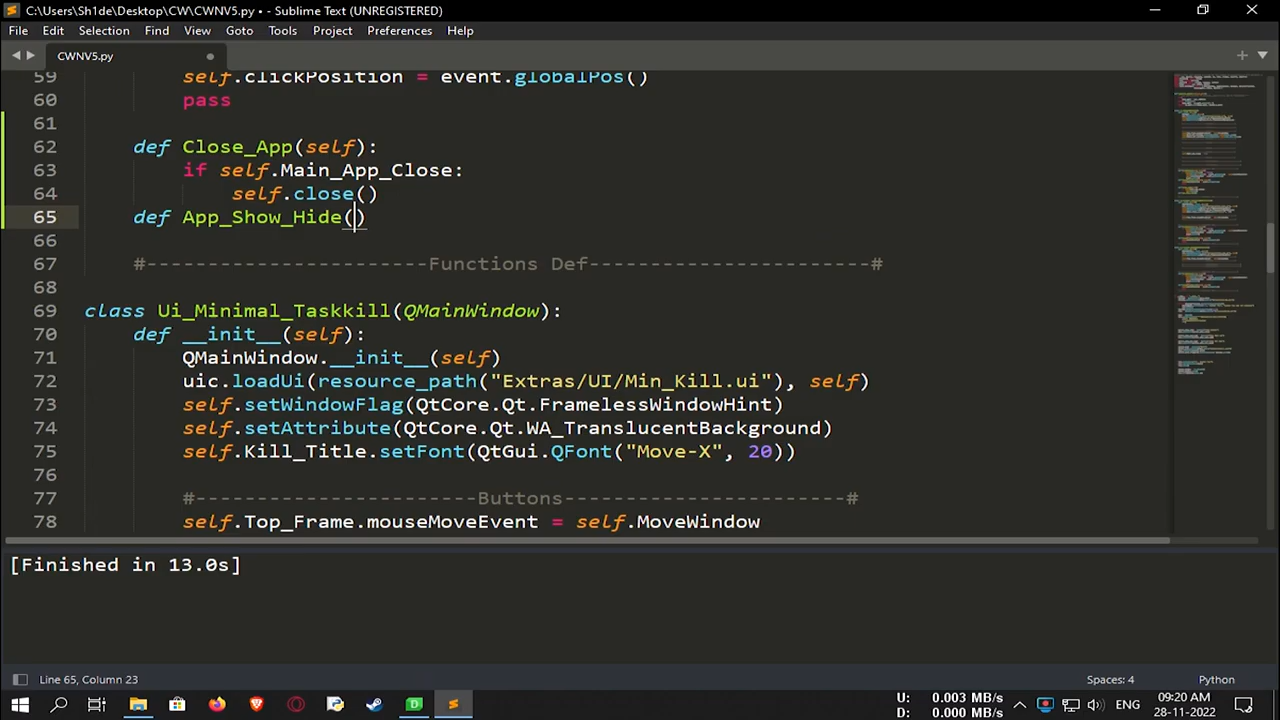 C:\Users\Sh1de\Desktop\CW\CWNV5.py • - Sublime Text (UNREGISTERED)
File Edit Selection Find View Goto Tools Project Preferences Help
CWNV5.py
59 self.clickPosition = event.globalPos()
60 pass
61
62 def Close_App(self):
63 if self.Main_App_Close:
64 self.close()
65 def App_Show_Hide()
66
67 #-----------------------Functions Def-----------------------#
68
69 class Ui_Minimal_Taskkill(QMainWindow):
70 def __init__(self):
71 QMainWindow.__init__(self)
72 uic.loadUi(resource_path("Extras/UI/Min_Kill.ui"), self)
73 self.setWindowFlag(QtCore.Qt.FramelessWindowHint)
74 self.setAttribute(QtCore.Qt.WA_TranslucentBackground)
75 self.Kill_Title.setFont(QtGui.QFont("Move-X", 20))
76
77 #-----------------------Buttons-----------------------#
78 self.Top_Frame.mouseMoveEvent = self.MoveWindow
[Finished in 13.0s]
Line 65, Column 23 Spaces: 4 Python
U: 0.003 MB/s
D: 0.000 MB/s
ENG
09:20 AM
28-11-2022